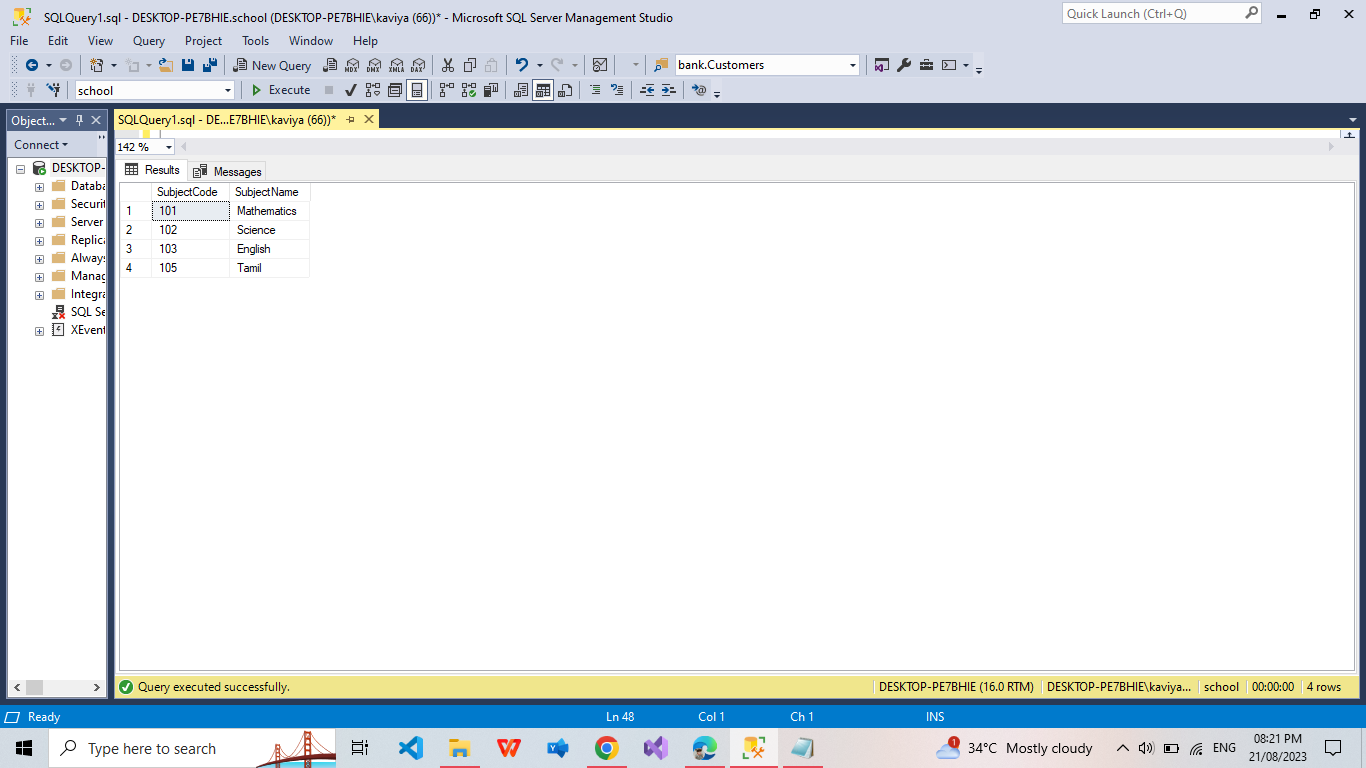 SQLQuery1.sql - DESKTOP-PE7BHIE.school (DESKTOP-PE7BHIE\kaviya (66))* - Microsoft SQL Server Management Studio
Quick Launch (Ctrl+Q)
File Edit View Query Project Tools Window Help
New Query MDX DMX XMLA DAX bank.Customers
school Execute
Object... SQLQuery1.sql - DE...E7BHIE\kaviya (66))*
Connect
142 %
DESKTOP-
Databa
Securit
Server
Replica
Always
Manag
Integra
SQL Se
XEvent
Results Messages
SubjectCode SubjectName
1 101 Mathematics
2 102 Science
3 103 English
4 105 Tamil
Query executed successfully. DESKTOP-PE7BHIE (16.0 RTM) DESKTOP-PE7BHIE\kaviya... school 00:00:00 4 rows
Ready Ln 48 Col 1 Ch 1 INS
Type here to search 1 34°C Mostly cloudy ENG 08:21 PM
21/08/2023